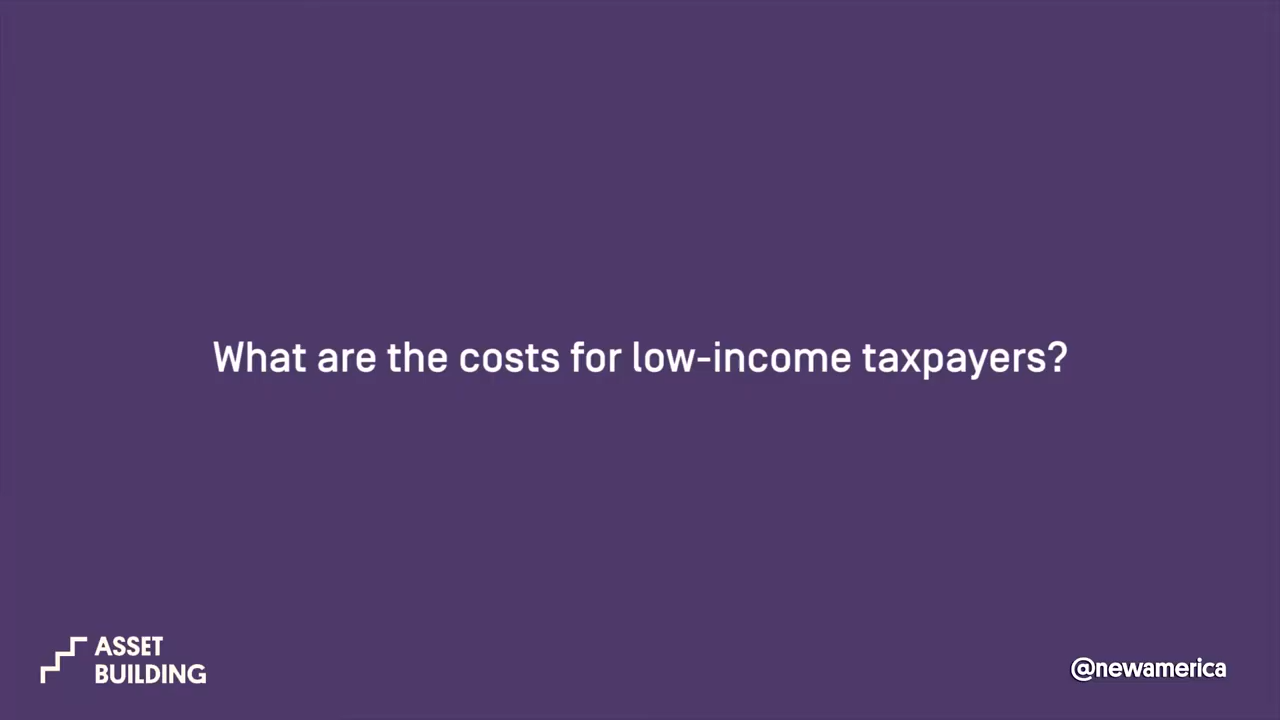 What are the costs for low-income taxpayers?
ASSET
BUILDING
@newamerica